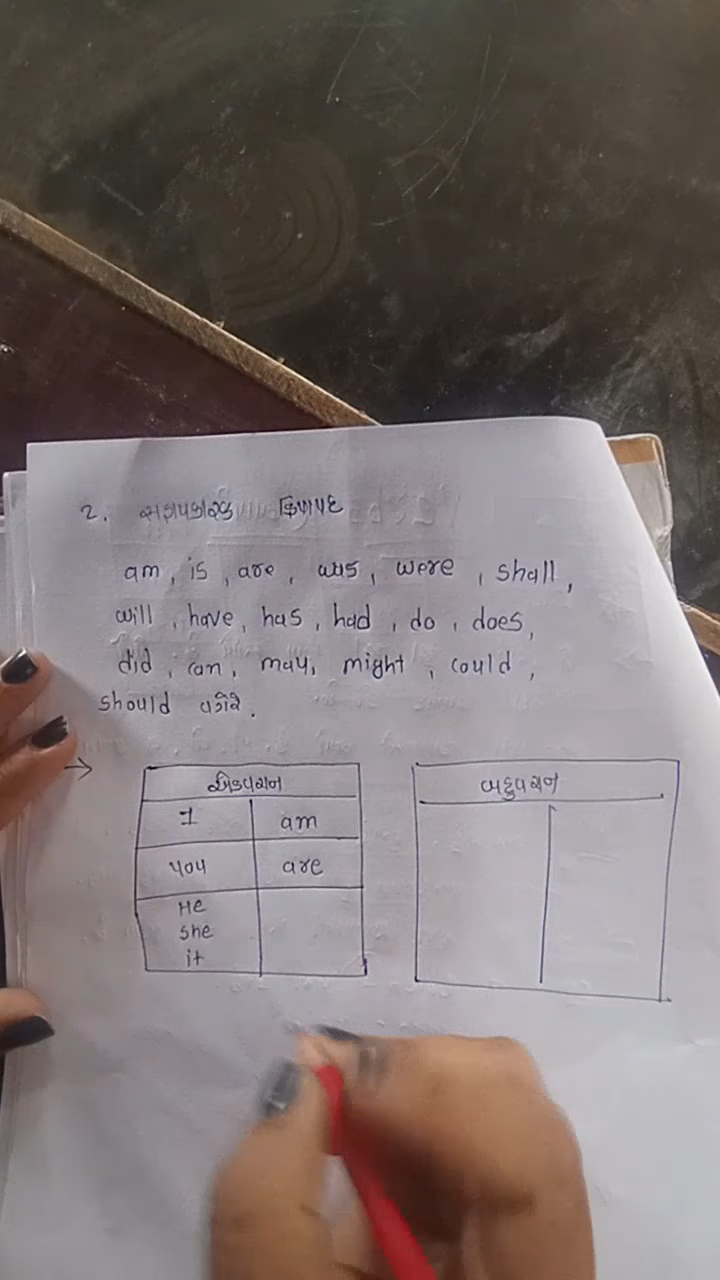 2. સહાયકારક ક્રિયાપદ
am, is, are, was, were, shall,
will, have, has, had, do, does,
did, can, may, might, could,
should વગેરે.
→
એકવચન
I am
you are
He
she
it
બહુવચન